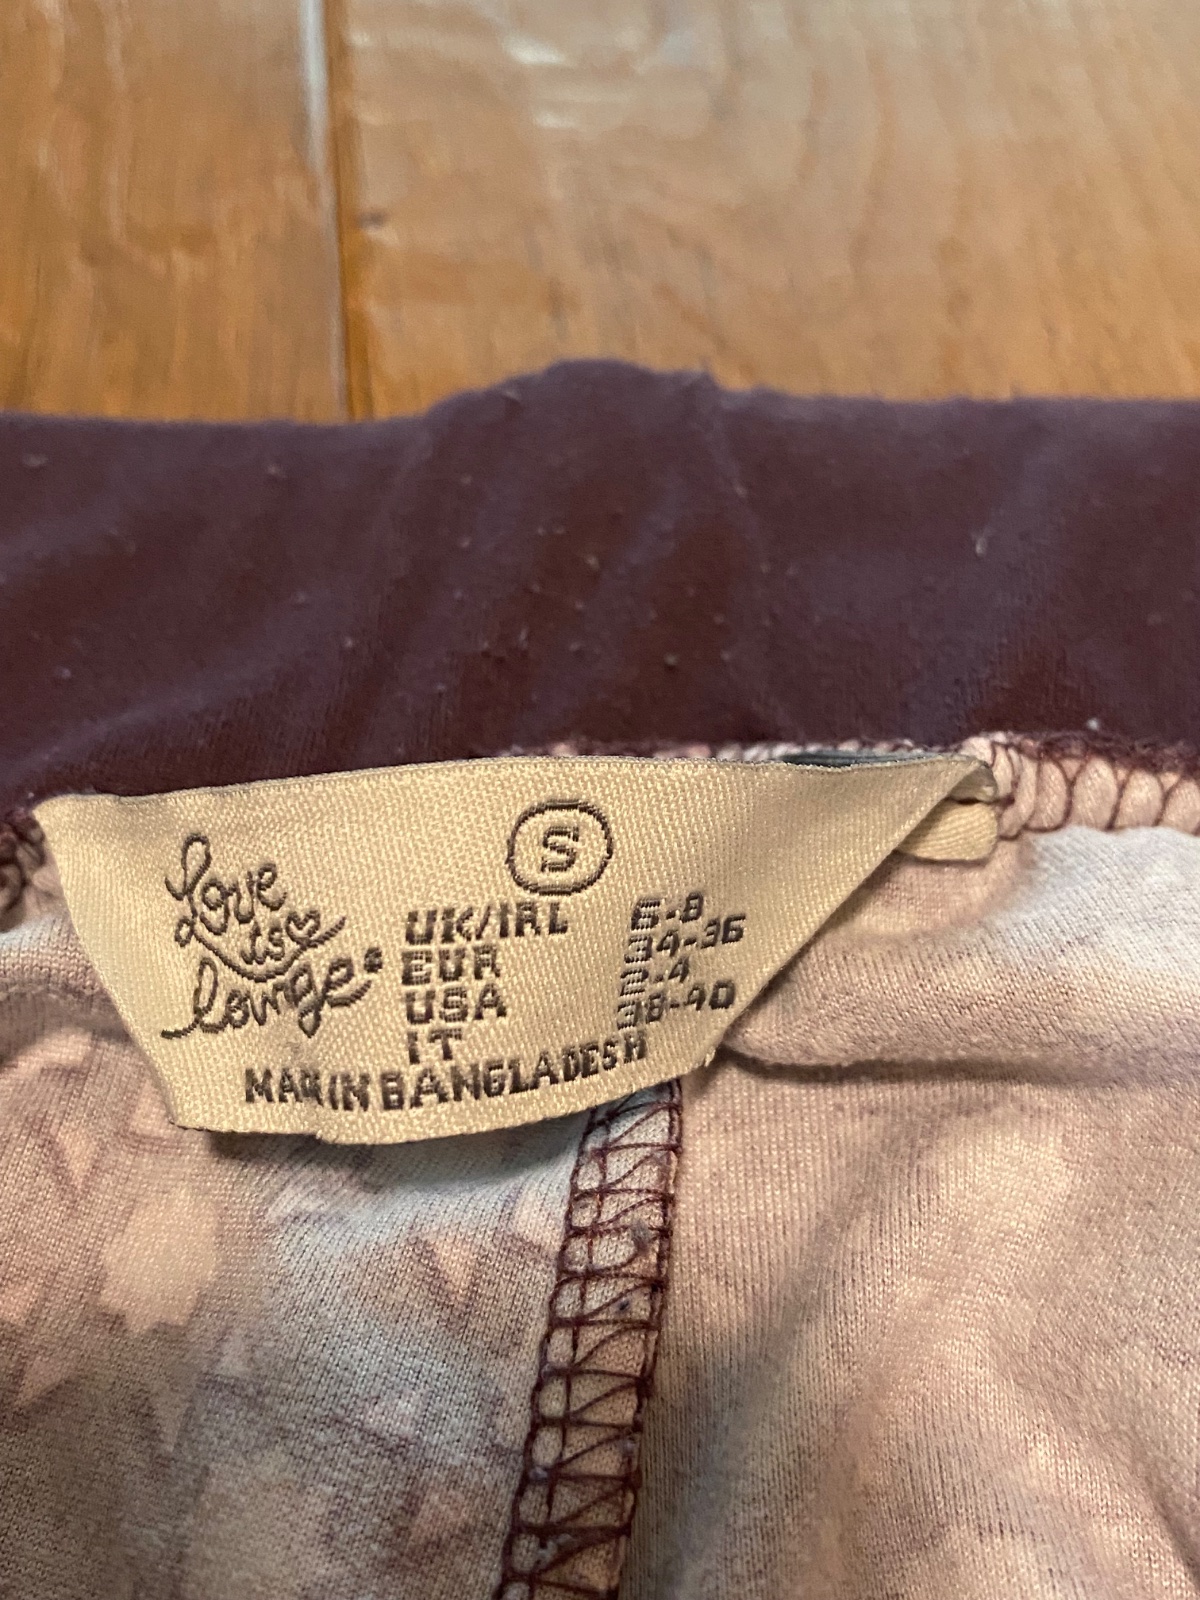 Love
to
lounge
S
UK/IRL 6-8
EUR 34-36
USA 2-4
IT 38-40
MADE IN BANGLADESH